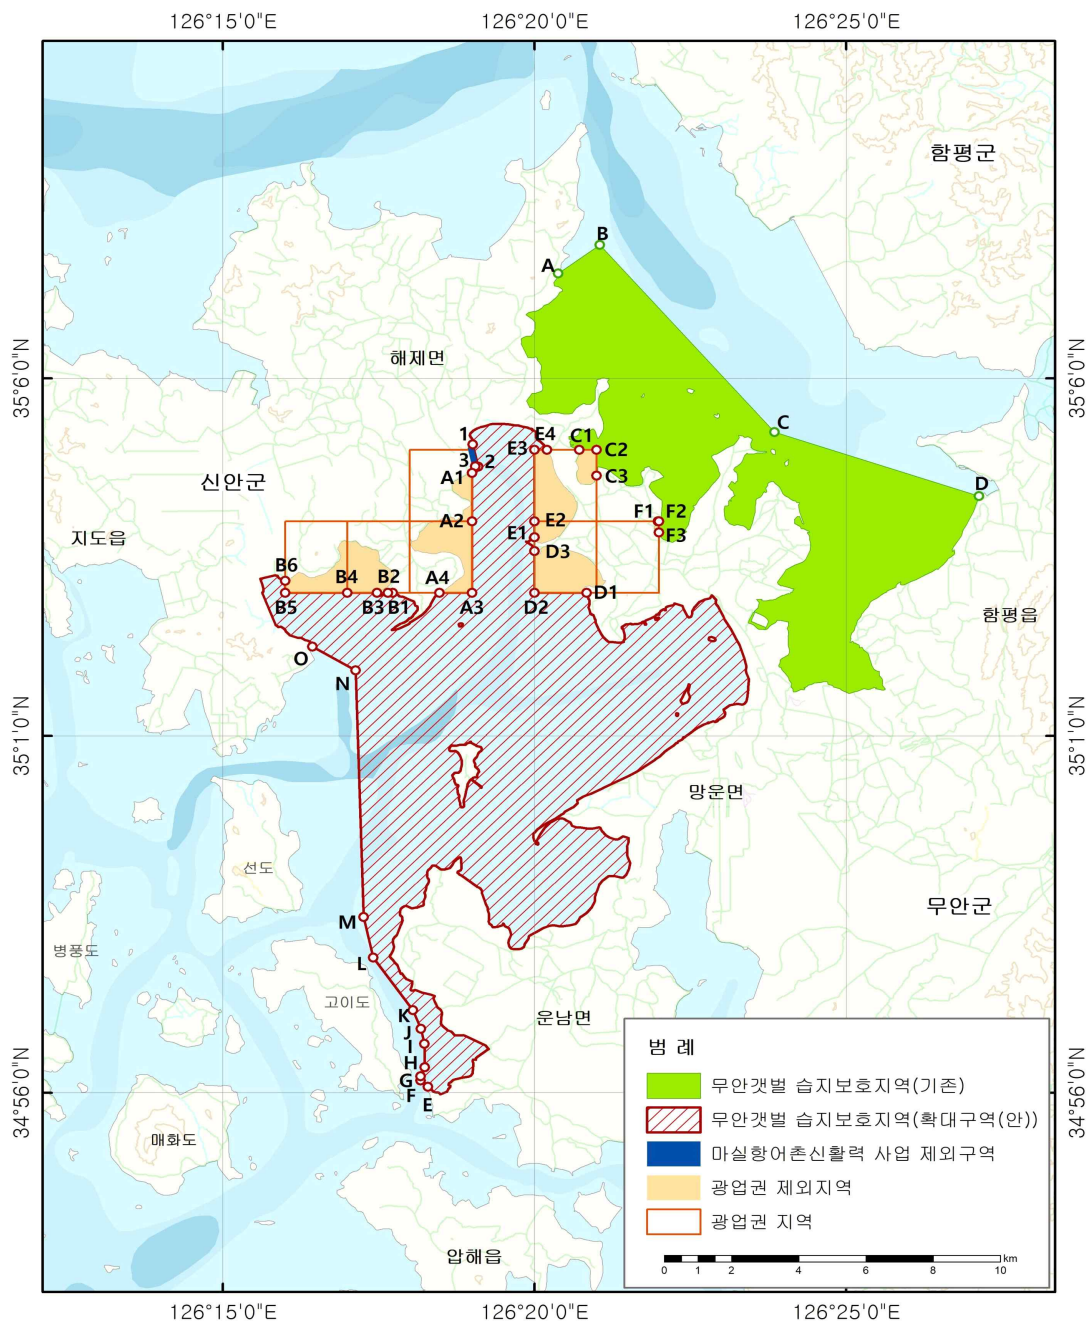 126°15'0"E
126°20'0"E
126°25'0"E
함평군
B
A
35°6'0"N
해제면
35°6'0"N
C
1
E4
C1
E3
C2
3
2
신안군
A1
C3
D
A2
E2
F1
F2
지도읍
E1
F3
D3
B6
B4
B2
A4
B5
B3
B1
A3
D2
D1
함평읍
O
N
35°1'0"N
35°1'0"N
망운면
선도
무안군
M
병풍도
L
고이도
K
운남면
J
I
H
G
F
E
34°56'0"N
34°56'0"N
매화도
압해읍
범 례
무안갯벌 습지보호지역(기존)
무안갯벌 습지보호지역(확대구역(안))
마실항어촌신활력 사업 제외구역
광업권 제외지역
광업권 지역
km
0 1 2 4 6 8 10
126°15'0"E
126°20'0"E
126°25'0"E